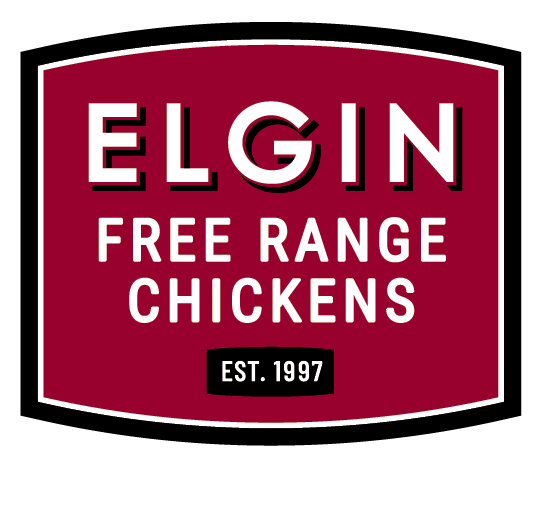 ELGIN
FREE RANGE
CHICKENS
EST. 1997